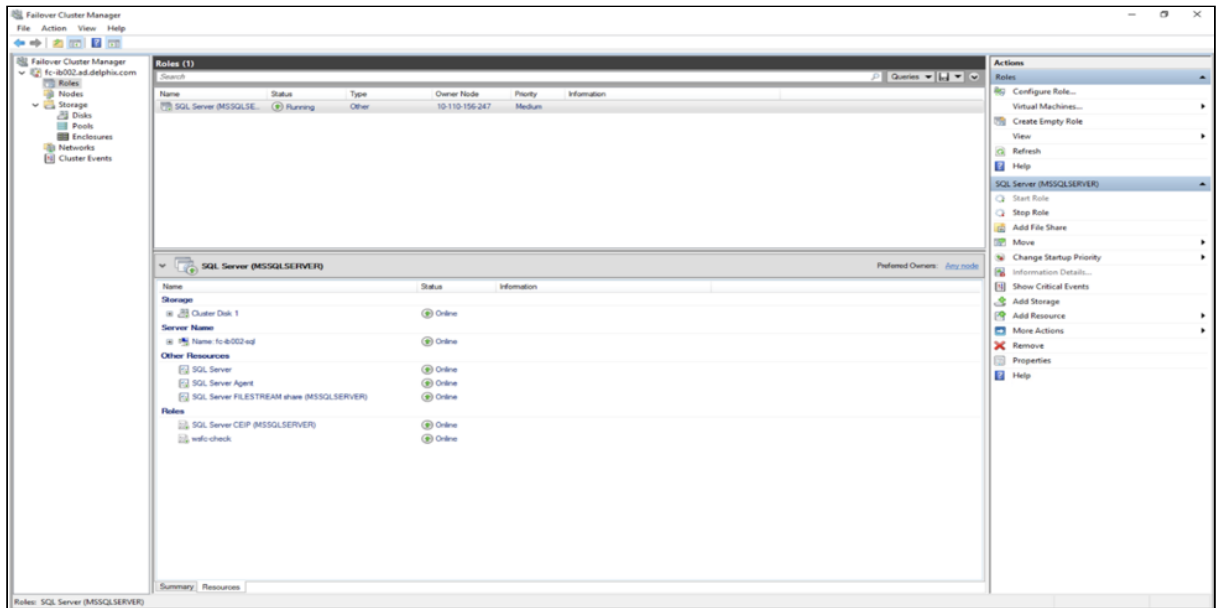 Failover Cluster Manager
File Action View Help
Failover Cluster Manager
fc-ib002.ad.delphix.com
Roles
Nodes
Storage
Disks
Pools
Enclosures
Networks
Cluster Events
Roles (1)
Search
Queries
Name Status Type Owner Node Priority Information
SQL Server (MSSQLSE... Running Other 10-110-156-247 Medium
SQL Server (MSSQLSERVER)
Preferred Owners: Any node
Name Status Information
Storage
Cluster Disk 1 Online
Server Name
Name: fc-ib002-sql Online
Other Resources
SQL Server Online
SQL Server Agent Online
SQL Server FILESTREAM share (MSSQLSERVER) Online
Roles
SQL Server CEIP (MSSQLSERVER) Online
wsfc-check Online
Summary Resources
Actions
Roles
Configure Role...
Virtual Machines...
Create Empty Role
View
Refresh
Help
SQL Server (MSSQLSERVER)
Start Role
Stop Role
Add File Share
Move
Change Startup Priority
Information Details...
Show Critical Events
Add Storage
Add Resource
More Actions
Remove
Properties
Help
Roles: SQL Server (MSSQLSERVER)